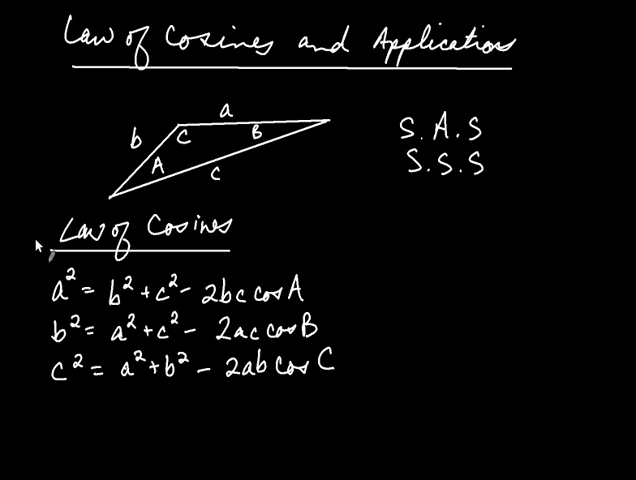 Law of Cosines and Applications
a
b
C
B
A
c
S.A.S
S.S.S
Law of Cosines
a² = b² + c² - 2bc cos A
b² = a² + c² - 2ac cos B
c² = a² + b² - 2ab cos C